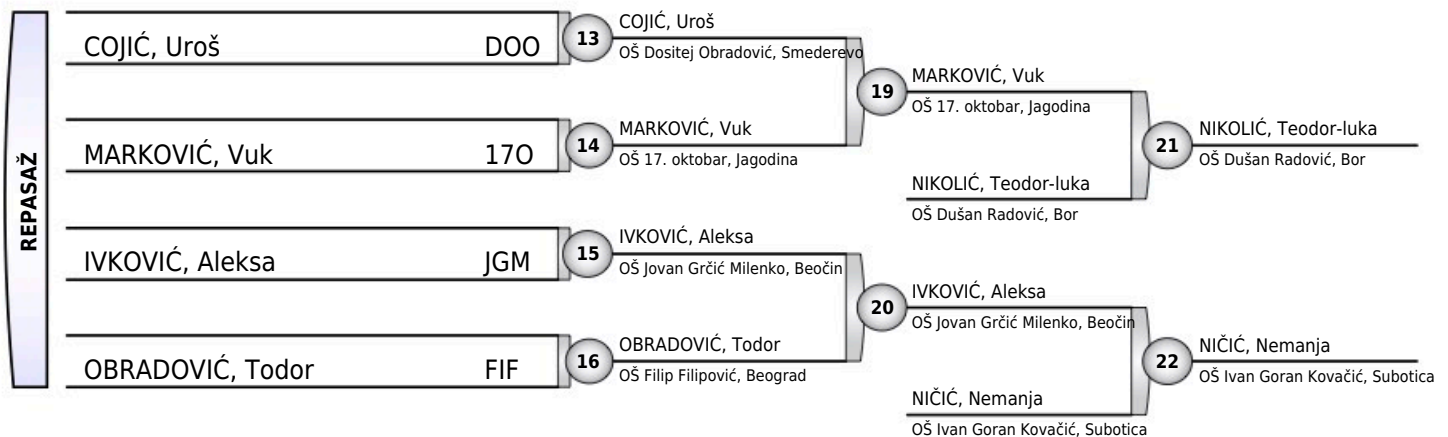 REPASAŽ
COJIĆ, Uroš DOO
MARKOVIĆ, Vuk 17O
IVKOVIĆ, Aleksa JGM
OBRADOVIĆ, Todor FIF
13
COJIĆ, Uroš
OŠ Dositej Obradović, Smederevo
14
MARKOVIĆ, Vuk
OŠ 17. oktobar, Jagodina
15
IVKOVIĆ, Aleksa
OŠ Jovan Grčić Milenko, Beočin
16
OBRADOVIĆ, Todor
OŠ Filip Filipović, Beograd
19
MARKOVIĆ, Vuk
OŠ 17. oktobar, Jagodina
NIKOLIĆ, Teodor-luka
OŠ Dušan Radović, Bor
20
IVKOVIĆ, Aleksa
OŠ Jovan Grčić Milenko, Beočin
NIČIĆ, Nemanja
OŠ Ivan Goran Kovačić, Subotica
21
NIKOLIĆ, Teodor-luka
OŠ Dušan Radović, Bor
22
NIČIĆ, Nemanja
OŠ Ivan Goran Kovačić, Subotica